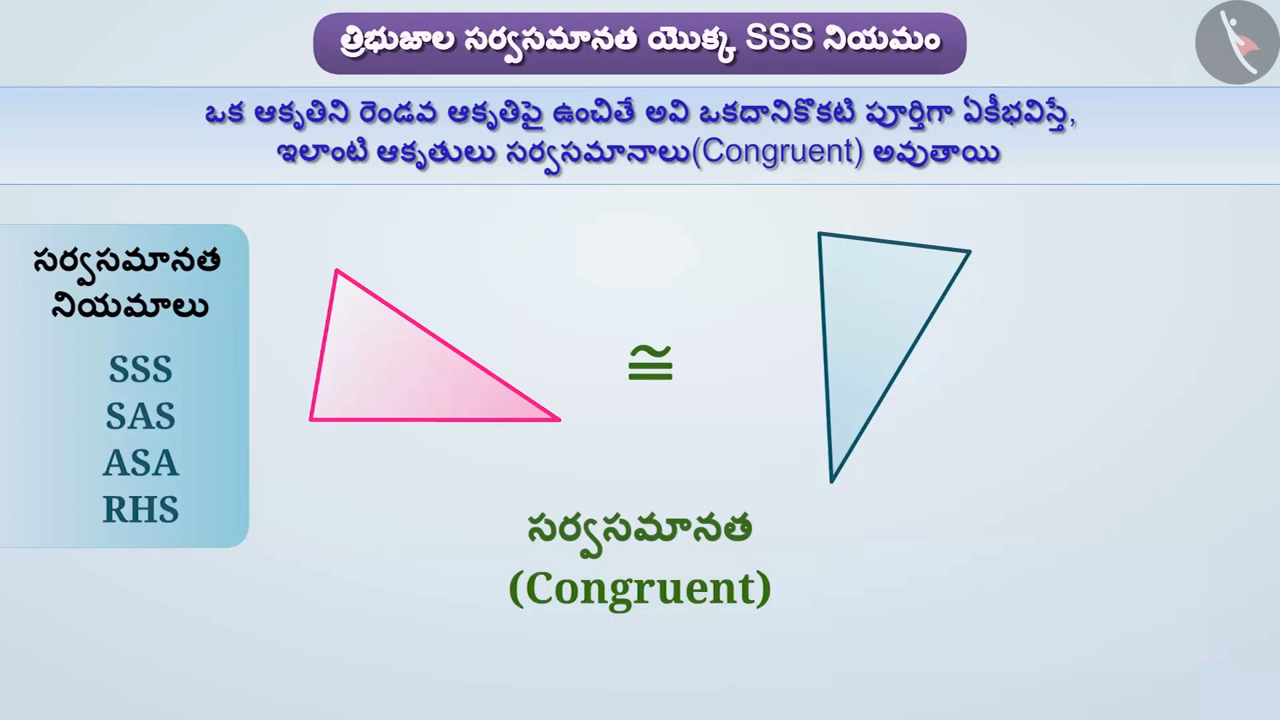 త్రిభుజాల సర్వసమానత యొక్క SSS నియమం
ఒక ఆకృతిని రెండవ ఆకృతిపై ఉంచితే అవి ఒకదానికొకటి పూర్తిగా ఏకీభవిస్తే,
ఇలాంటి ఆకృతులు సర్వసమానాలు(Congruent) అవుతాయి
సర్వసమానత
నియమాలు
SSS
SAS
ASA
RHS
≅
సర్వసమానత
(Congruent)